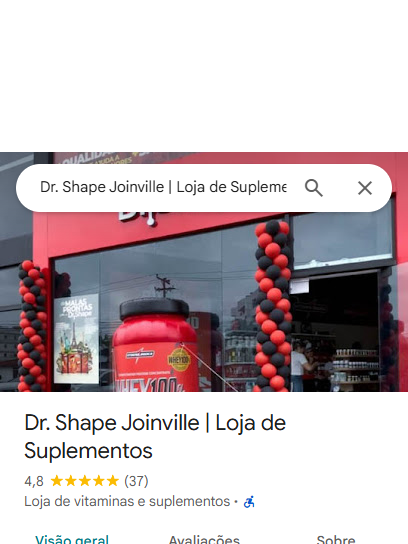 Dr. Shape Joinville | Loja de Supleme
MALAS
PRONTAS
WHEY100%
Dr. Shape Joinville | Loja de
Suplementos
4,8 (37)
Loja de vitaminas e suplementos
Visão geral Avaliações Sobre